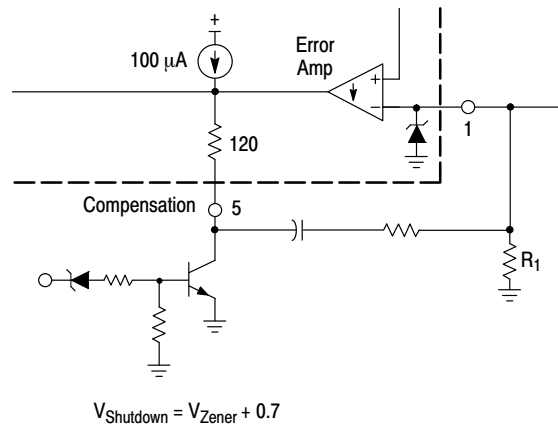 +
100 μA
Error
Amp
+
−
120
1
Compensation
5
R1
VShutdown = VZener + 0.7